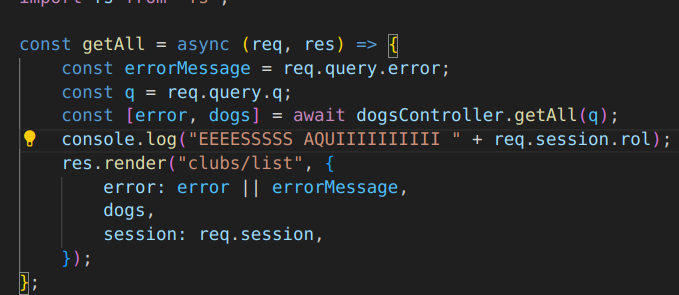 const getAll = async (req, res) => {
const errorMessage = req.query.error;
const q = req.query.q;
const [error, dogs] = await dogsController.getAll(q);
console.log("EEEESSSSS AQUIIIIIIIIII " + req.session.rol);
res.render("clubs/list", {
error: error || errorMessage,
dogs,
session: req.session,
});
};